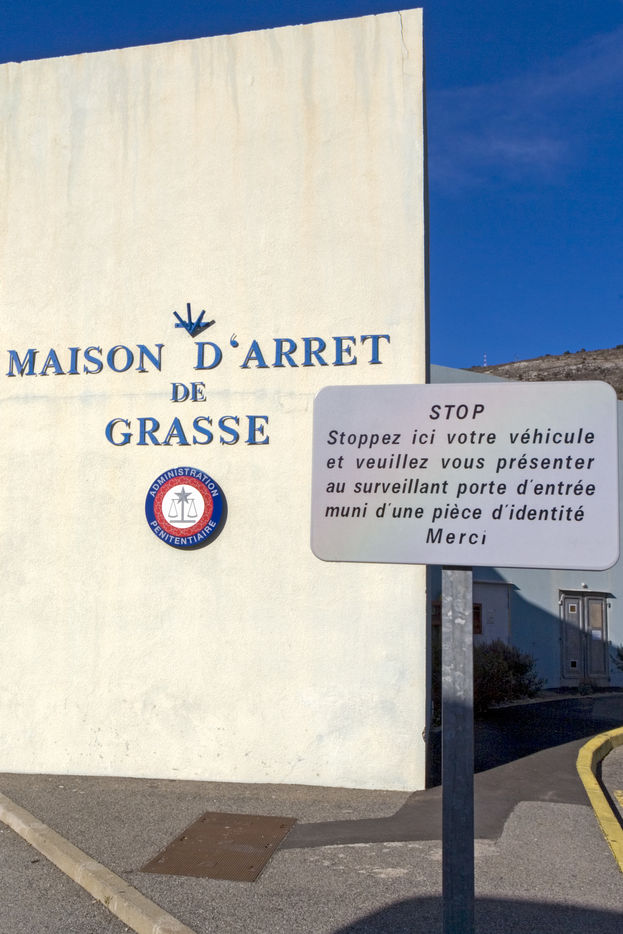 MAISON D'ARRET
DE
GRASSE
ADMINISTRATION
PENITENTIAIRE
STOP
Stoppez ici votre véhicule
et veuillez vous présenter
au surveillant porte d'entrée
muni d'une pièce d'identité
Merci